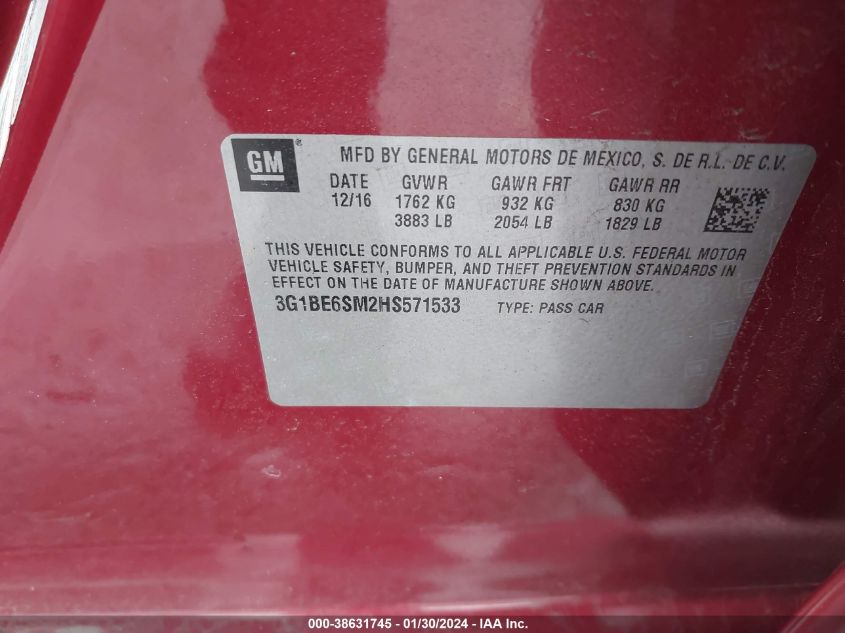 GM ®
MFD BY GENERAL MOTORS DE MEXICO, S. DE R.L. DE C.V.
DATE GVWR GAWR FRT GAWR RR
12/16 1762 KG 932 KG 830 KG
3883 LB 2054 LB 1829 LB
THIS VEHICLE CONFORMS TO ALL APPLICABLE U.S. FEDERAL MOTOR
VEHICLE SAFETY, BUMPER, AND THEFT PREVENTION STANDARDS IN
EFFECT ON THE DATE OF MANUFACTURE SHOWN ABOVE.
3G1BE6SM2HS571533 TYPE: PASS CAR
000-38631745 - 01/30/2024 - IAA Inc.